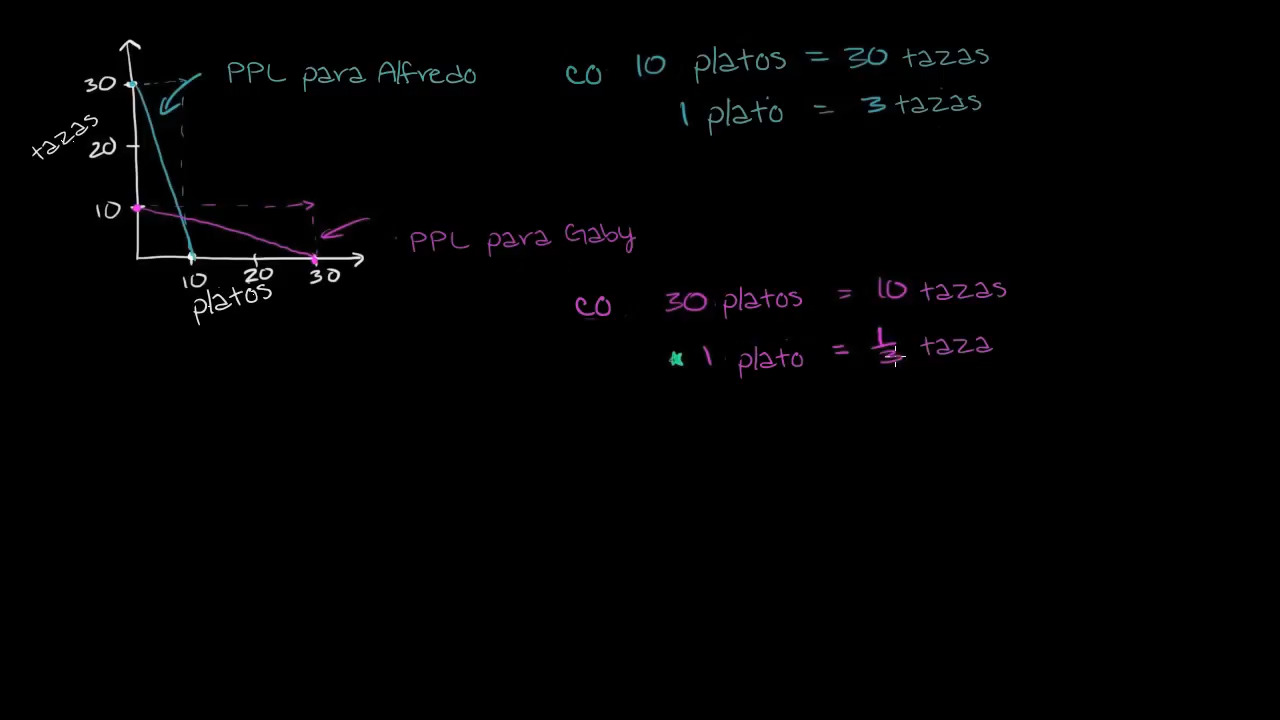 30
tazas
20
10
10 20 30
platos
PPL para Alfredo
CO 10 platos = 30 tazas
1 plato = 3 tazas
PPL para Gaby
CO 30 platos = 10 tazas
* 1 plato = 1/3 taza